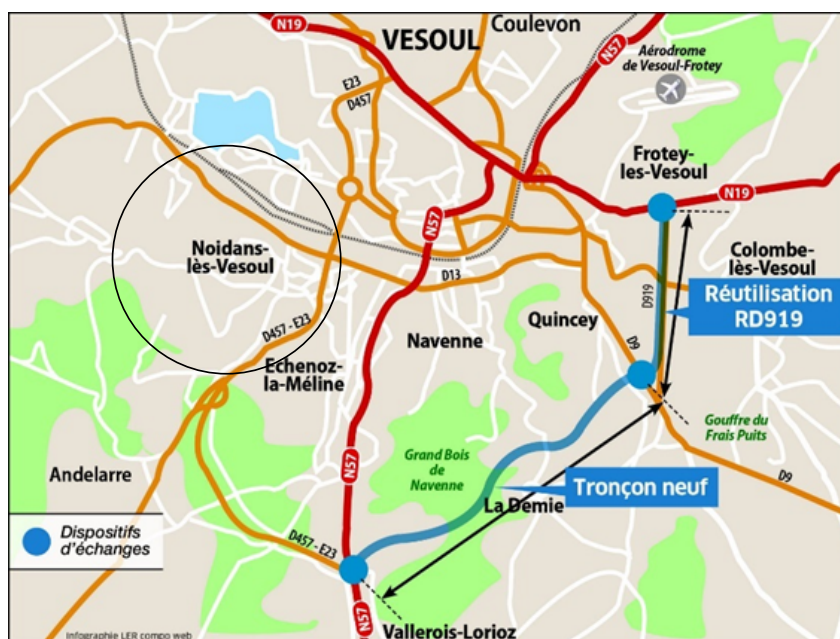 N19
VESOUL
Coulevon
N57
Aérodrome
de Vesoul-Frotey
E23
D457
Frotey-
les-Vesoul
N19
N57
Noidans-
lès-Vesoul
D13
Colombe-
lès-Vesoul
D919
Réutilisation
RD919
Quincey
D9
Navenne
D457 - E23
Echenoz-
la-Méline
Gouffre du
Frais Puits
Grand Bois
de
Navenne
Andelarre
N57
D9
Tronçon neuf
La Demie
Dispositifs
d'échanges
D457 - E23
N57
Vallerois-Lorioz
Infographie LER compo web